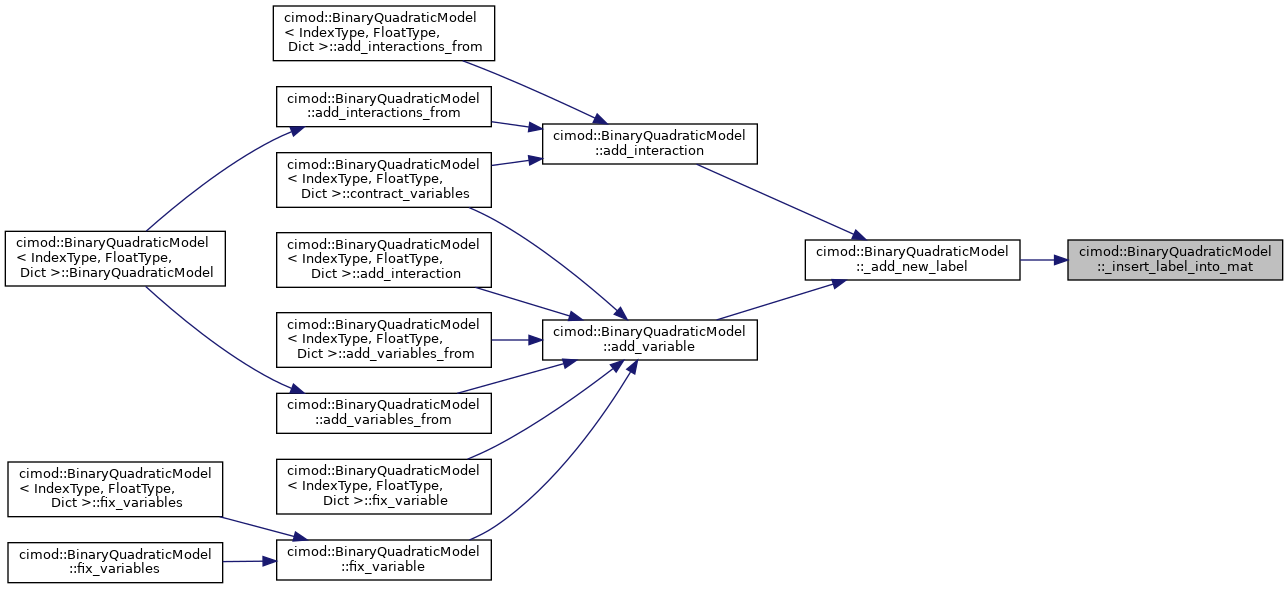 cimod::BinaryQuadraticModel
< IndexType, FloatType,
Dict >::add_interactions_from
cimod::BinaryQuadraticModel
::add_interactions_from
cimod::BinaryQuadraticModel
::add_interaction
cimod::BinaryQuadraticModel
< IndexType, FloatType,
Dict >::contract_variables
cimod::BinaryQuadraticModel
< IndexType, FloatType,
Dict >::BinaryQuadraticModel
cimod::BinaryQuadraticModel
< IndexType, FloatType,
Dict >::add_interaction
cimod::BinaryQuadraticModel
::_add_new_label
cimod::BinaryQuadraticModel
::_insert_label_into_mat
cimod::BinaryQuadraticModel
< IndexType, FloatType,
Dict >::add_variables_from
cimod::BinaryQuadraticModel
::add_variable
cimod::BinaryQuadraticModel
::add_variables_from
cimod::BinaryQuadraticModel
< IndexType, FloatType,
Dict >::fix_variable
cimod::BinaryQuadraticModel
< IndexType, FloatType,
Dict >::fix_variables
cimod::BinaryQuadraticModel
::fix_variable
cimod::BinaryQuadraticModel
::fix_variables